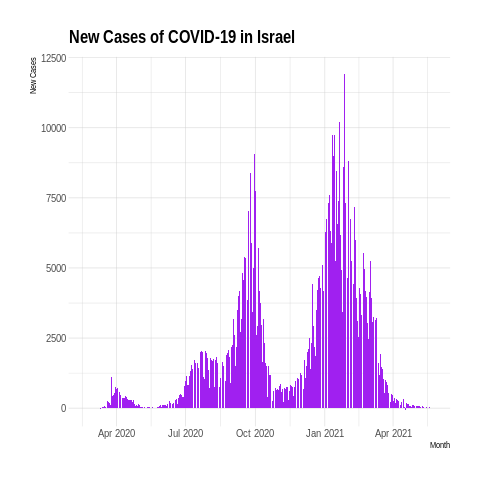 New Cases of COVID-19 in Israel
New Cases
12500
10000
7500
5000
2500
0
Apr 2020 Jul 2020 Oct 2020 Jan 2021 Apr 2021
Month